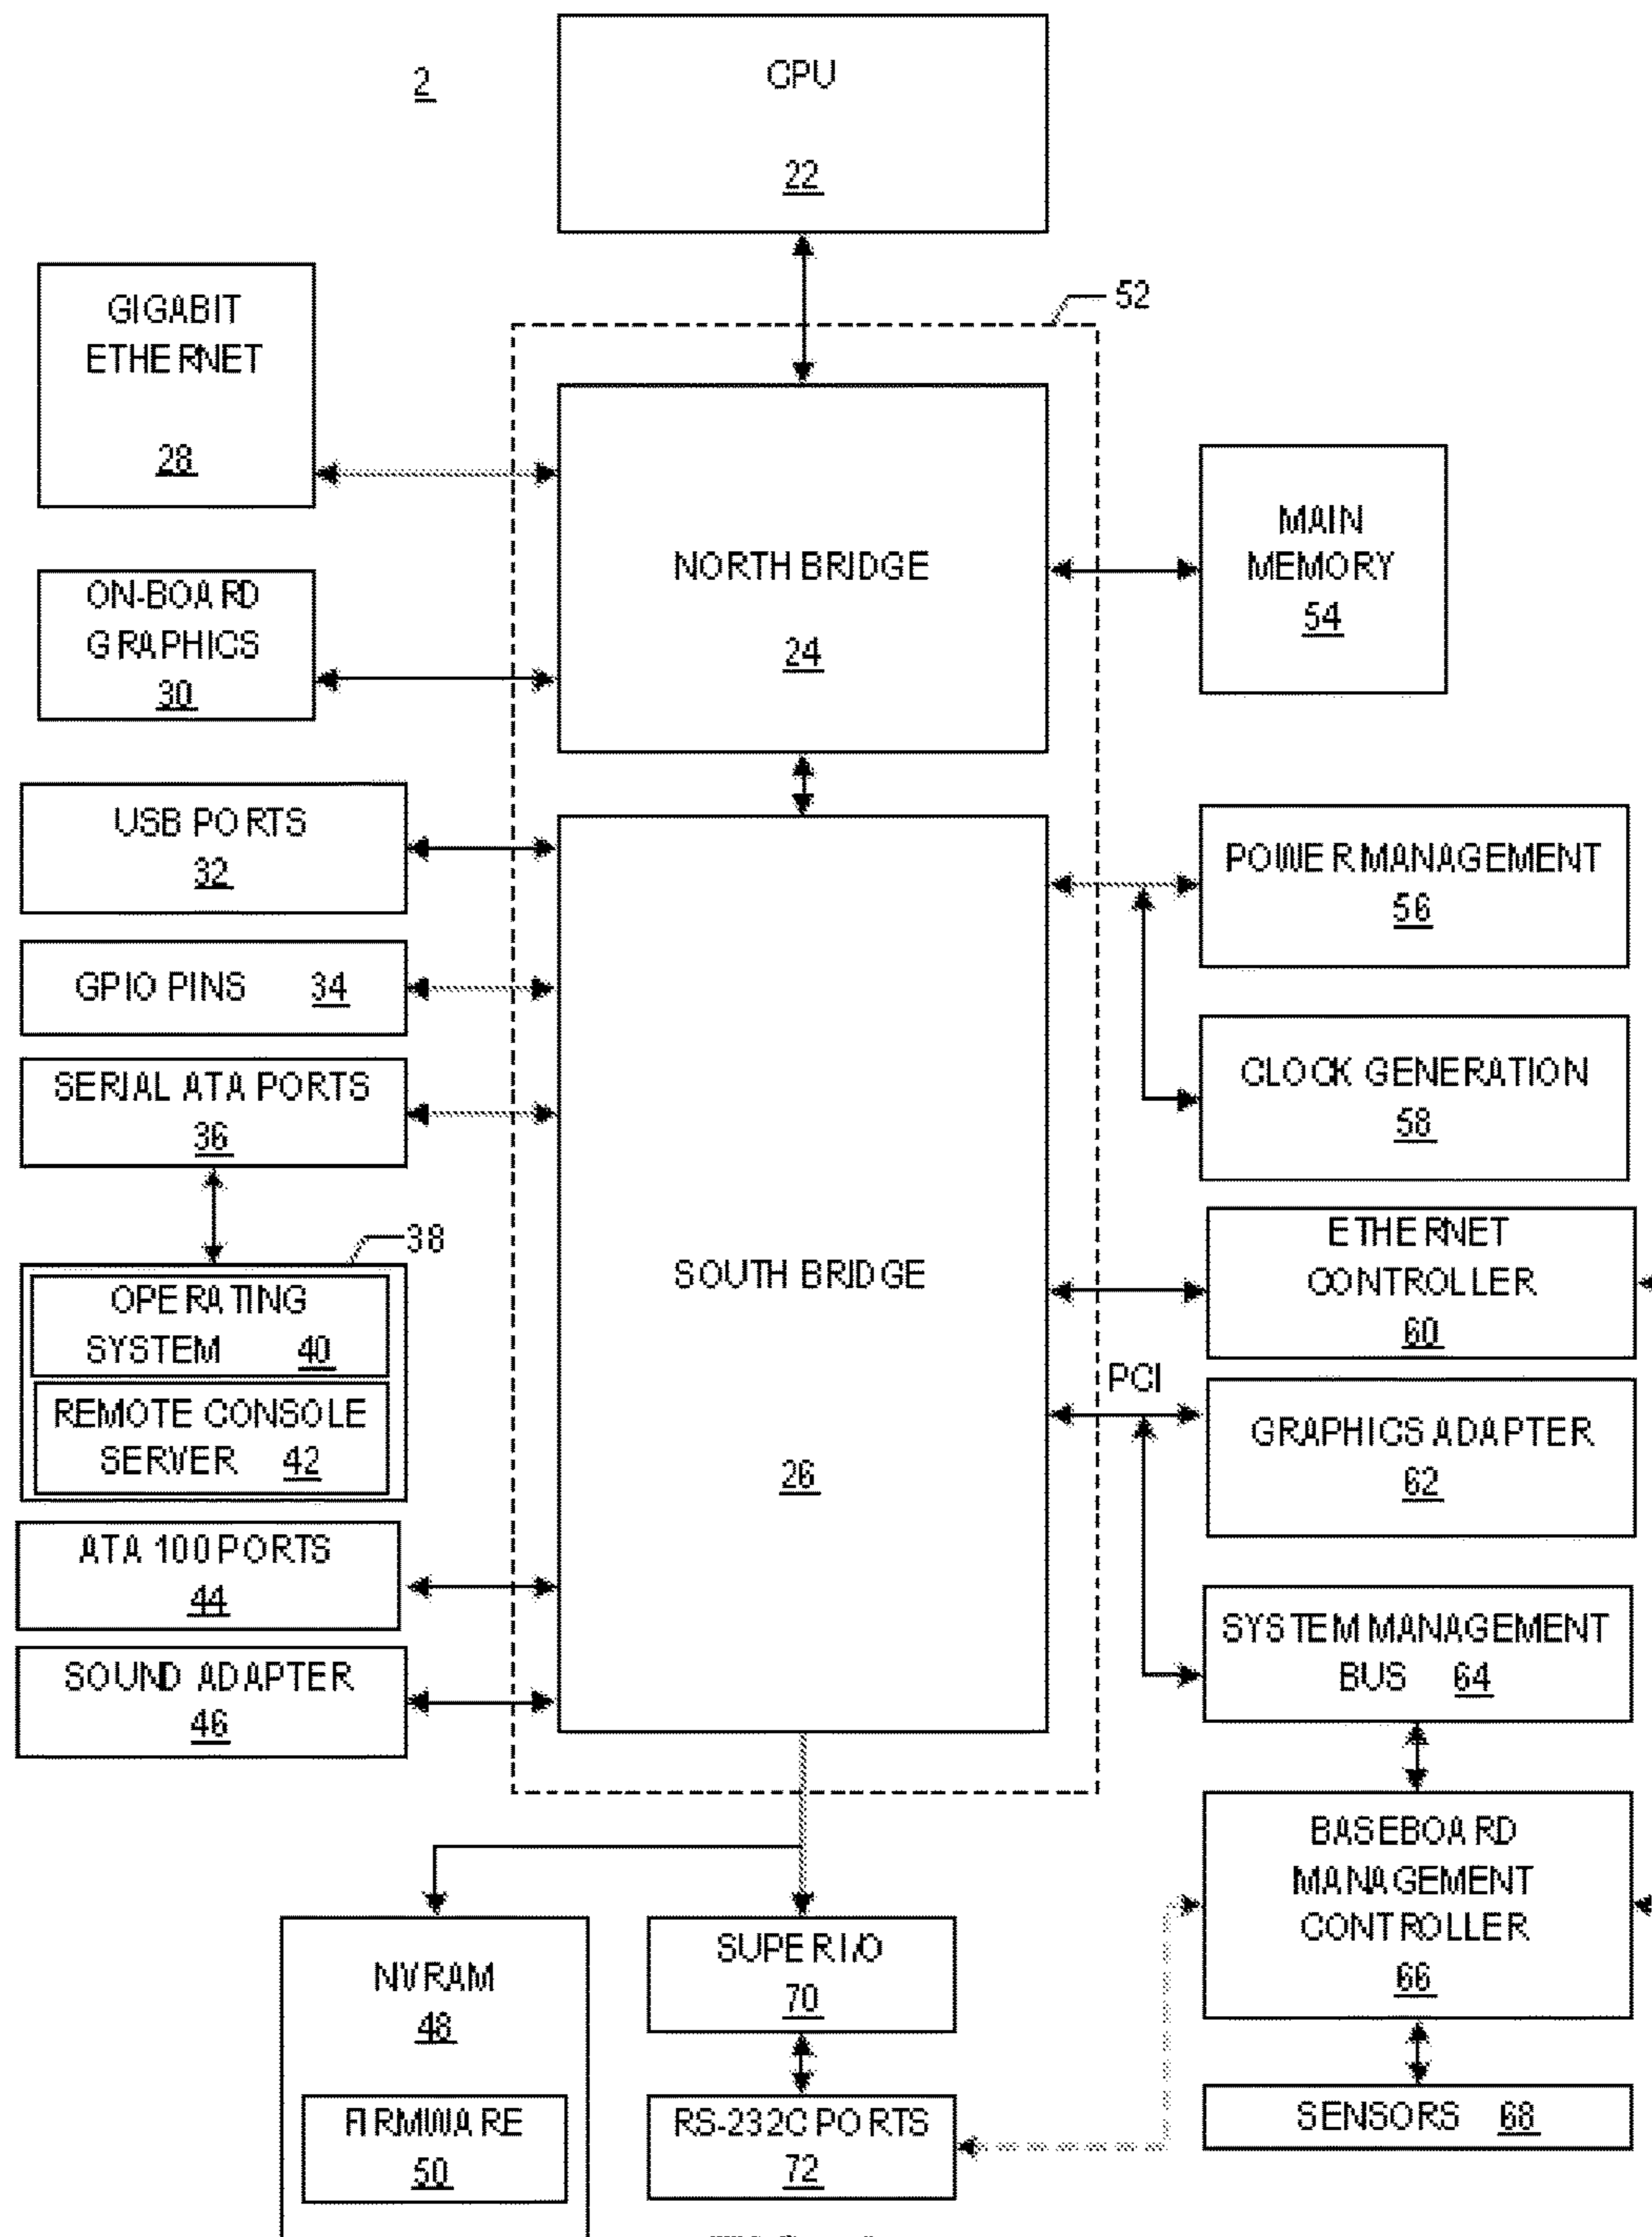 2
CPU
22
52
GIGABIT
ETHERNET
28
NORTH BRIDGE
24
MAIN
MEMORY
54
ON-BOARD
GRAPHICS
30
USB PORTS
32
POWER MANAGEMENT
56
GPIO PINS 34
SERIAL ATA PORTS
36
CLOCK GENERATION
58
38
OPERATING
SYSTEM 40
REMOTE CONSOLE
SERVER 42
SOUTH BRIDGE
26
ETHERNET
CONTROLLER
60
PCI
GRAPHICS ADAPTER
62
ATA 100 PORTS
44
SOUND ADAPTER
46
SYSTEM MANAGEMENT
BUS 64
BASEBOARD
MANAGEMENT
CONTROLLER
66
NVRAM
48
SUPER I/O
70
FIRMWARE
50
RS-232C PORTS
72
SENSORS 68